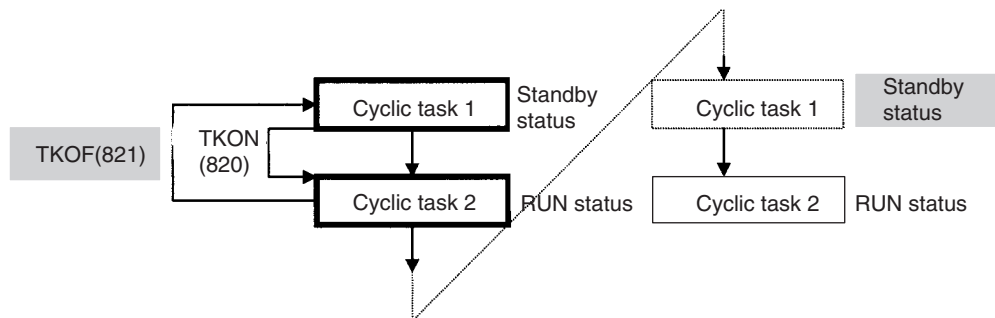 Cyclic task 1
Standby
status
TKOF(821)
TKON
(820)
Cyclic task 2
RUN status
Cyclic task 1
Standby
status
Cyclic task 2
RUN status